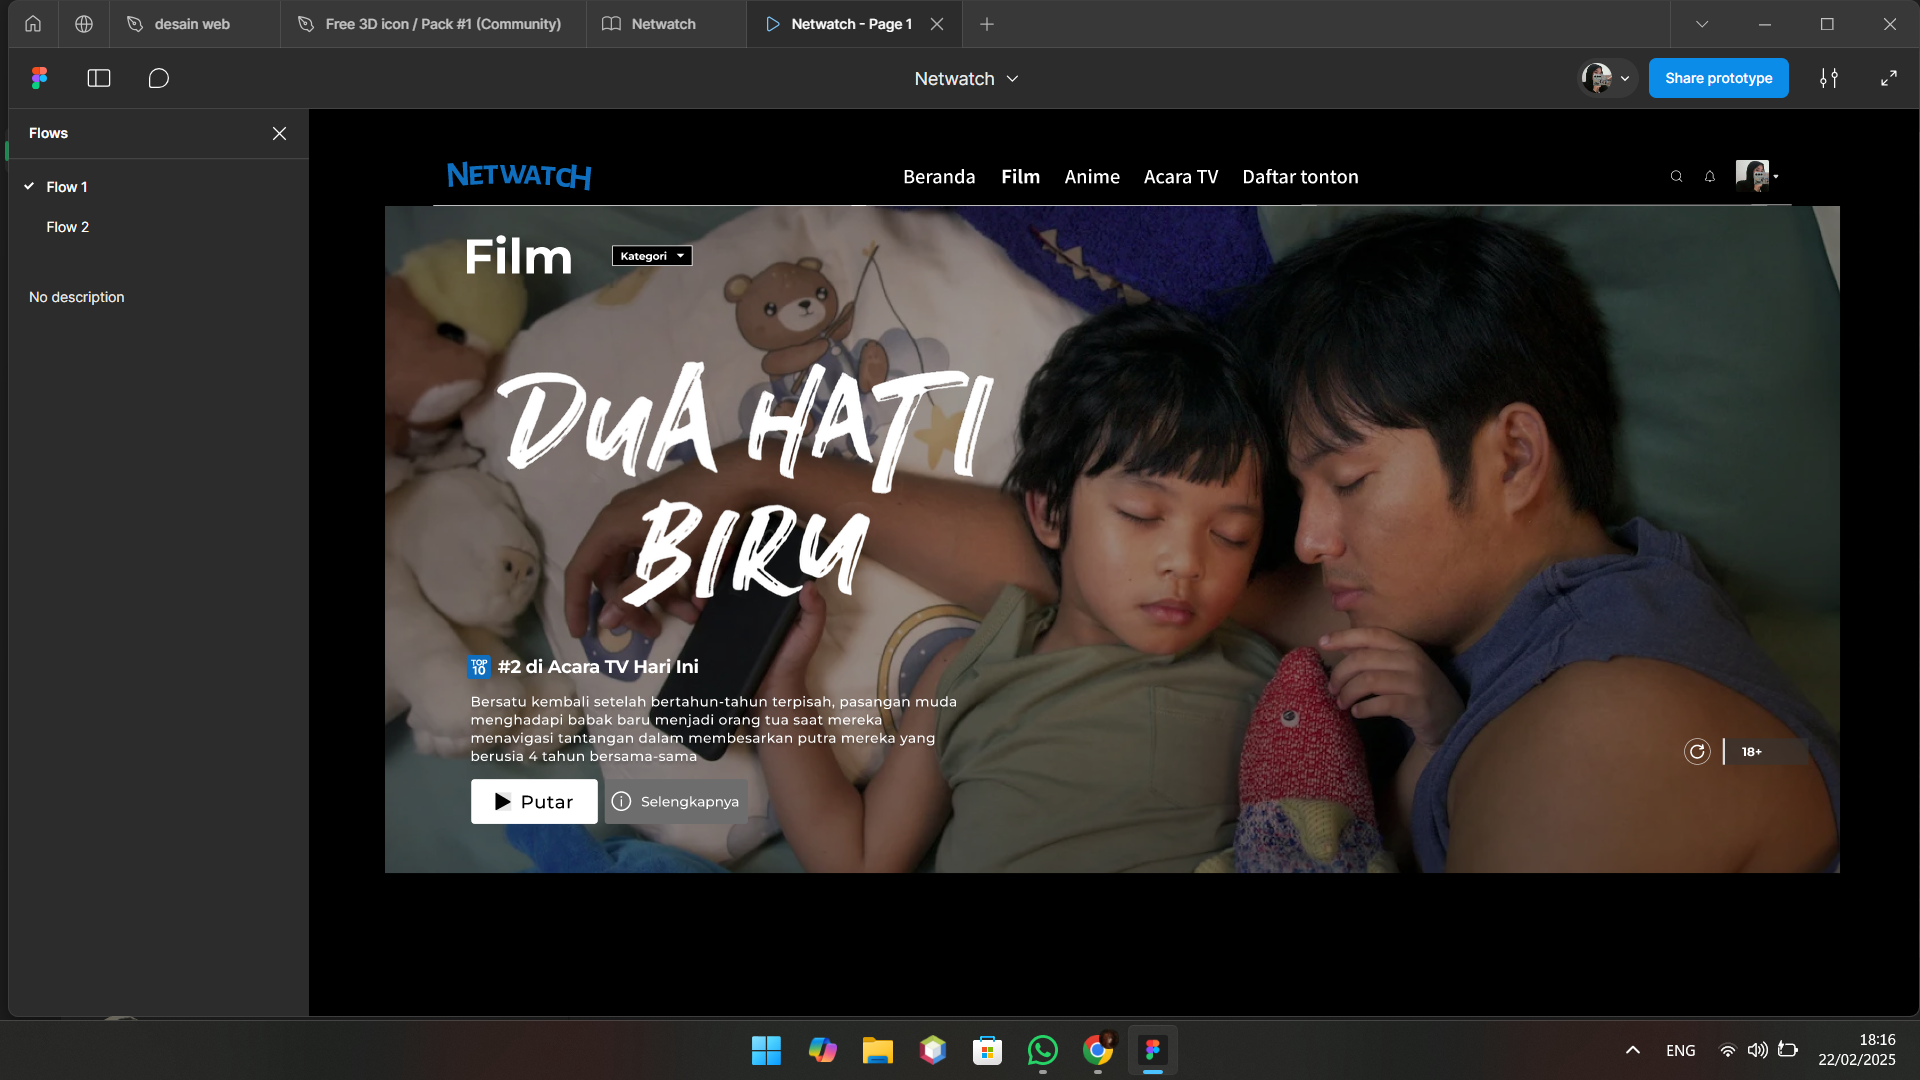 desain web
Free 3D icon / Pack #1 (Community)
Netwatch
Netwatch - Page 1
Netwatch
Share prototype
Flows
Flow 1
Flow 2
No description
NETWATCH
Beranda
Film
Anime
Acara TV
Daftar tonton
Film
Kategori
DUA HATI
BIRU
TOP
10
#2 di Acara TV Hari Ini
Bersatu kembali setelah bertahun-tahun terpisah, pasangan muda
menghadapi babak baru menjadi orang tua saat mereka
menavigasi tantangan dalam membesarkan putra mereka yang
berusia 4 tahun bersama-sama
Putar
Selengkapnya
18+
ENG
18:16
22/02/2025